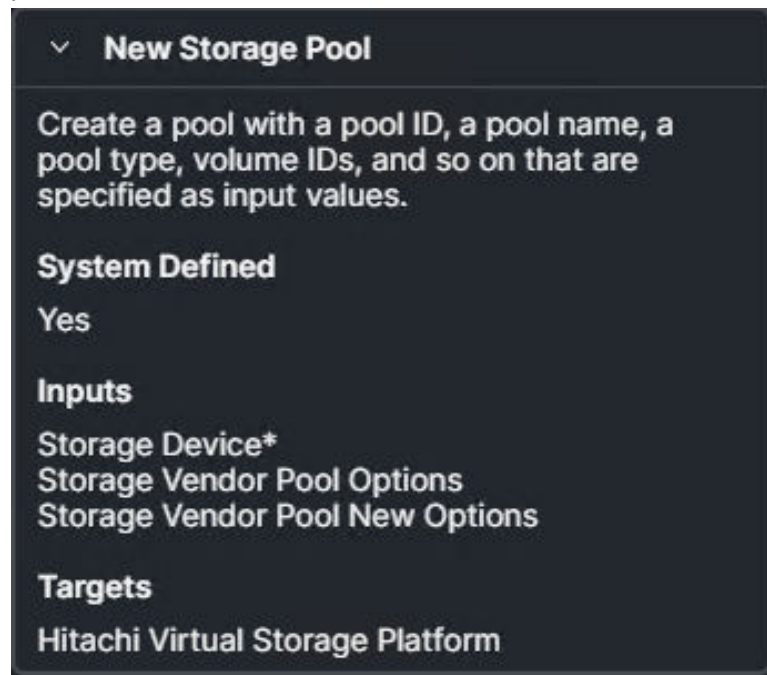 New Storage Pool
Create a pool with a pool ID, a pool name, a
pool type, volume IDs, and so on that are
specified as input values.
System Defined
Yes
Inputs
Storage Device*
Storage Vendor Pool Options
Storage Vendor Pool New Options
Targets
Hitachi Virtual Storage Platform